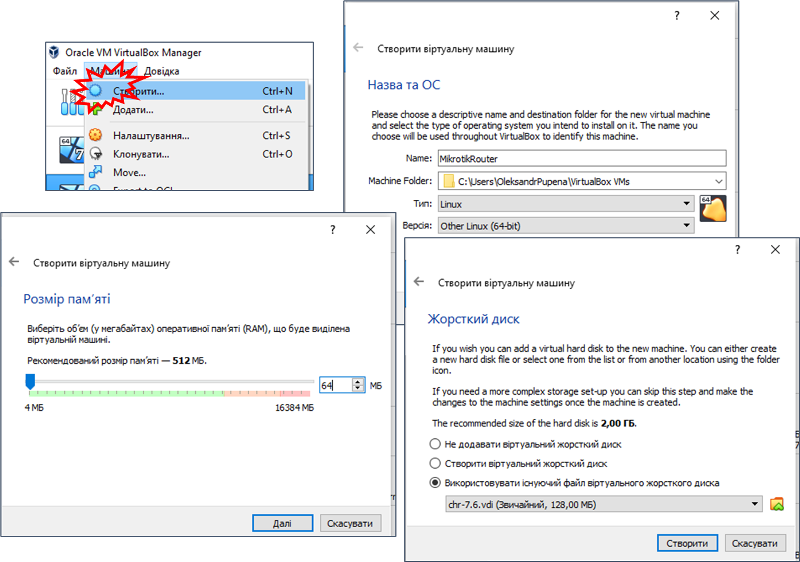 Oracle VM VirtualBox Manager
Файл Машина Довідка
Створити... Ctrl+N
Додати... Ctrl+A
Налаштування... Ctrl+S
Клонувати... Ctrl+O
Move...
Export to OCI...
64
7
?
Створити віртуальну машину
Назва та ОС
Please choose a descriptive name and destination folder for the new virtual machine
and select the type of operating system you intend to install on it. The name you
choose will be used throughout VirtualBox to identify this machine.
Name: MikrotikRouter
Machine Folder: C:\Users\OleksandrPupena\VirtualBox VMs
Тип: Linux
64
Версія: Other Linux (64-bit)
?
Створити віртуальну машину
Розмір пам’яті
Виберіть об’єм (у мегабайтах) оперативної пам’яті (RAM), що буде виділена
віртуальній машині.
Рекомендований розмір пам’яті — 512 МБ.
64 МБ
4 МБ 16384 МБ
Далі Скасувати
?
Створити віртуальну машину
Жорсткий диск
If you wish you can add a virtual hard disk to the new machine. You can either create
a new hard disk file or select one from the list or from another location using the folder
icon.
If you need a more complex storage set-up you can skip this step and make the
changes to the machine settings once the machine is created.
The recommended size of the hard disk is 2,00 ГБ.
Не додавати віртуальний жорсткий диск
Створити віртуальний жорсткий диск
Використовувати існуючий файл віртуального жорсткого диска
chr-7.6.vdi (Звичайний, 128,00 МБ)
Створити Скасувати